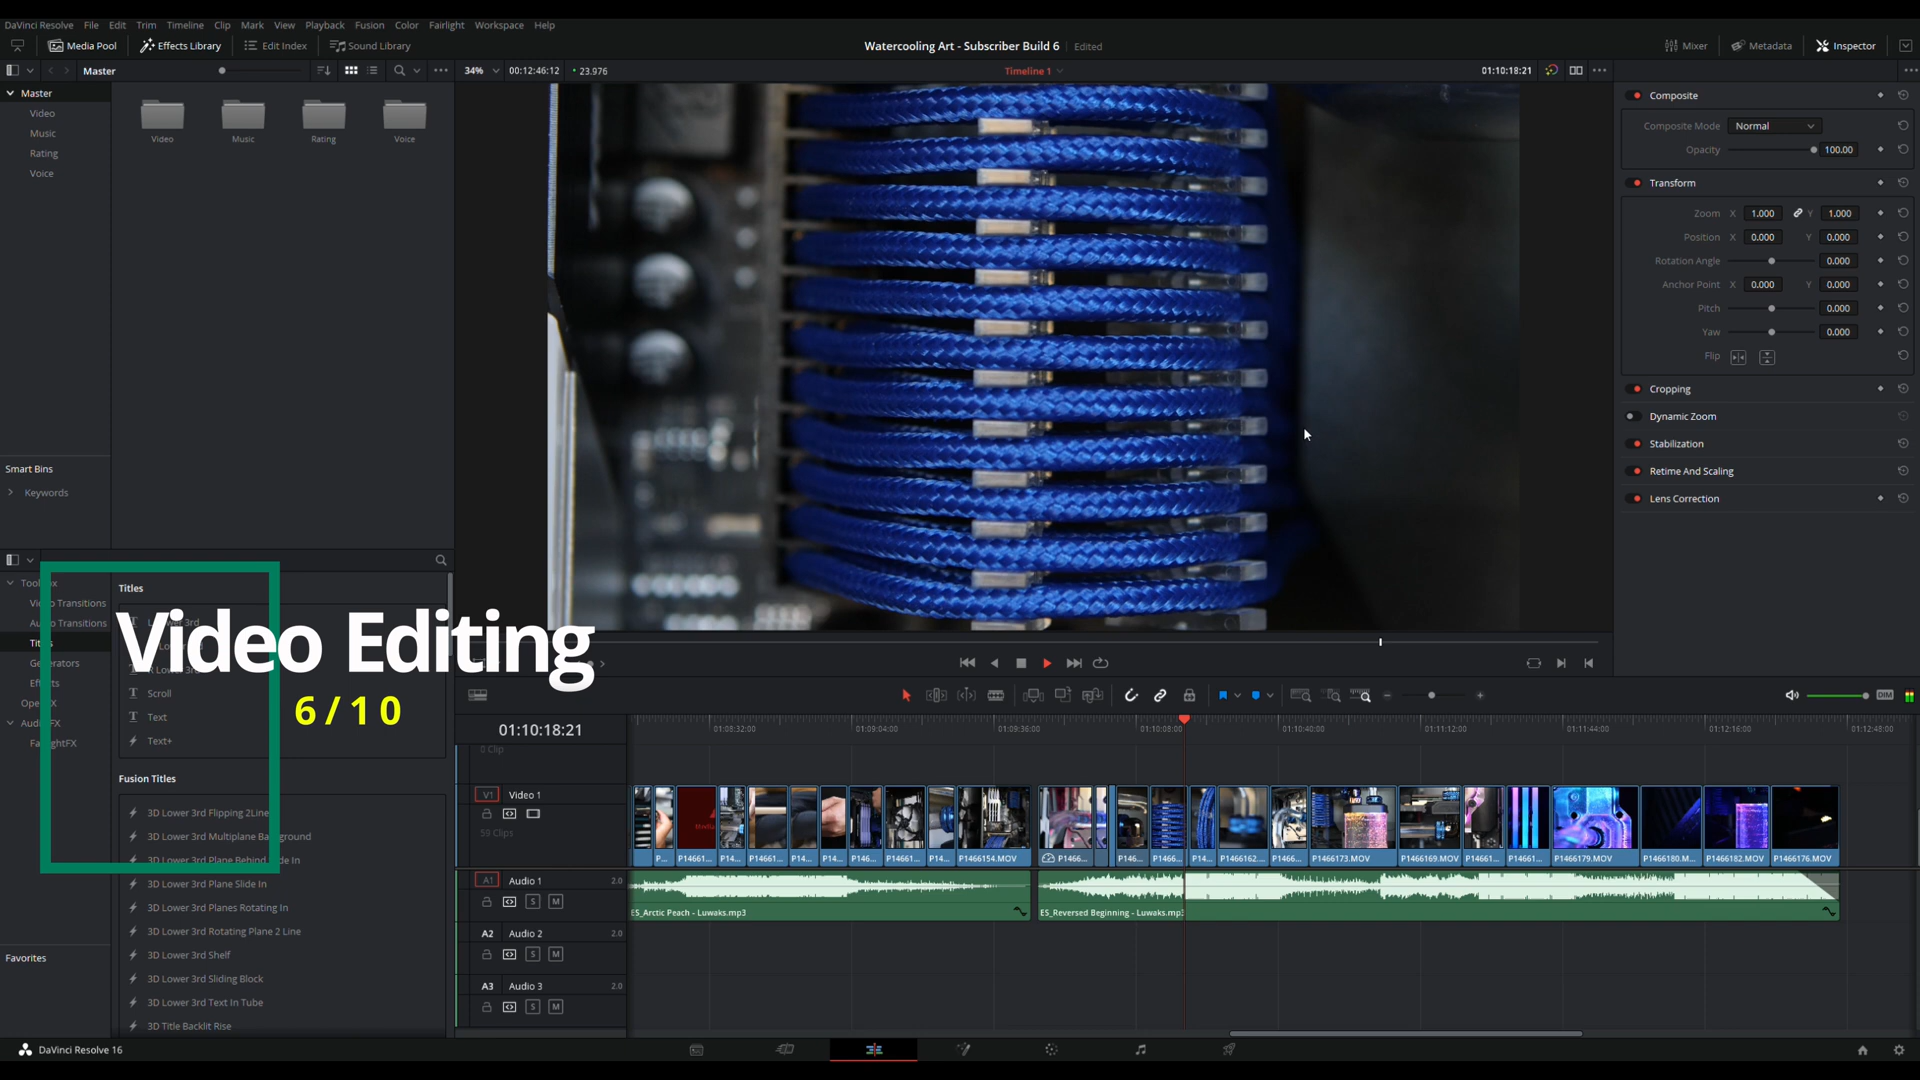 DaVinci Resolve File Edit Trim Timeline Clip Mark View Playback Fusion Color Fairlight Workspace Help
Media Pool Effects Library Edit Index Sound Library
Watercooling Art - Subscriber Build 6 Edited
Mixer Metadata Inspector
Master
34% 00:12:46:12 23.976
Timeline 1
01:10:18:21
Master
Video
Music
Rating
Voice
Video Music Rating Voice
Smart Bins
Keywords
Composite
Composite Mode Normal
Opacity 100.00
Transform
Zoom X 1.000 Y 1.000
Position X 0.000 Y 0.000
Rotation Angle 0.000
Anchor Point X 0.000 Y 0.000
Pitch 0.000
Yaw 0.000
Flip
Cropping
Dynamic Zoom
Stabilization
Retime And Scaling
Lens Correction
Video Transitions
Audio Transitions
Generators
FairlightFX
Favorites
Titles
Scroll
Text
Text+
Fusion Titles
3D Lower 3rd Flipping 2Line
3D Lower 3rd Multiplane Background
3D Lower 3rd Plane Behind Slide In
3D Lower 3rd Plane Slide In
3D Lower 3rd Planes Rotating In
3D Lower 3rd Rotating Plane 2 Line
3D Lower 3rd Shelf
3D Lower 3rd Sliding Block
3D Lower 3rd Text In Tube
3D Title Backlit Rise
Video Editing
6/10
DIM
01:10:18:21
01:08:32:00 01:09:04:00 01:09:36:00 01:10:08:00 01:10:40:00 01:11:12:00 01:11:44:00 01:12:16:00 01:12:48:00
0 Clip
V1 Video 1
59 Clips
P... P14661... P14... P14661... P14... P14... P146... P14661... P14... P1466154.MOV P1466... P146... P1466... P14... P1466162.... P1466... P1466173.MOV P1466169.MOV P14661... P14661... P1466179.MOV P1466180.M... P1466182.MOV P1466176.MOV
A1 Audio 1 2.0
S M
ES_Arctic Peach - Luwaks.mp3 ES_Reversed Beginning - Luwaks.mp3
A2 Audio 2 2.0
S M
A3 Audio 3 2.0
S M
DaVinci Resolve 16